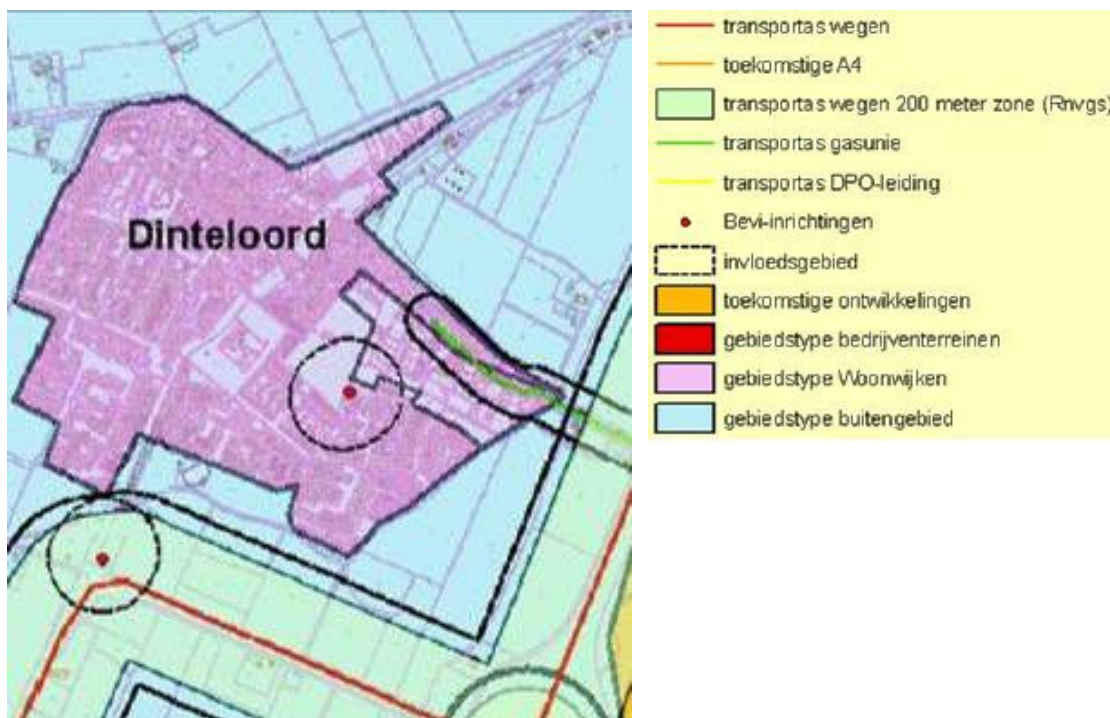 Dinteloord
transportas wegen
toekomstige A4
transportas wegen 200 meter zone (Rnvgs)
transportas gasunie
transportas DPO-leiding
Bevi-inrichtingen
invloedsgebied
toekomstige ontwikkelingen
gebiedstype bedrijventerreinen
gebiedstype Woonwijken
gebiedstype buitengebied